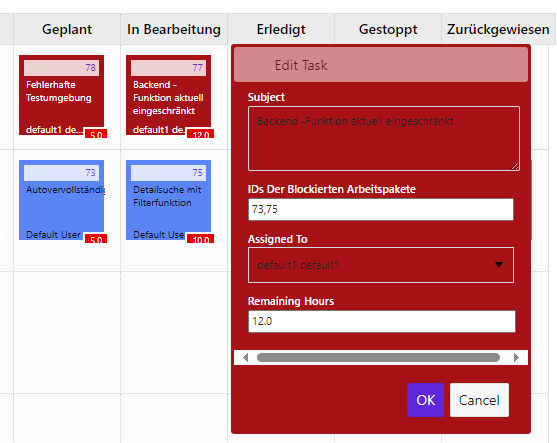 Geplant
In Bearbeitung
Erledigt
Gestoppt
Zurückgewiesen
78
Fehlerhafte
Testumgebung
default1 de...
5.0
77
Backend -
Funktion aktuell
eingeschränkt
default1 de...
12.0
73
Autovervollständig
Default User
5.0
75
Detailsuche mit
Filterfunktion
Default Use
10.0
Edit Task
Subject
Backend -Funktion aktuell eingeschränkt
IDs Der Blockierten Arbeitspakete
73,75
Assigned To
default1 default1
Remaining Hours
12.0
OK
Cancel